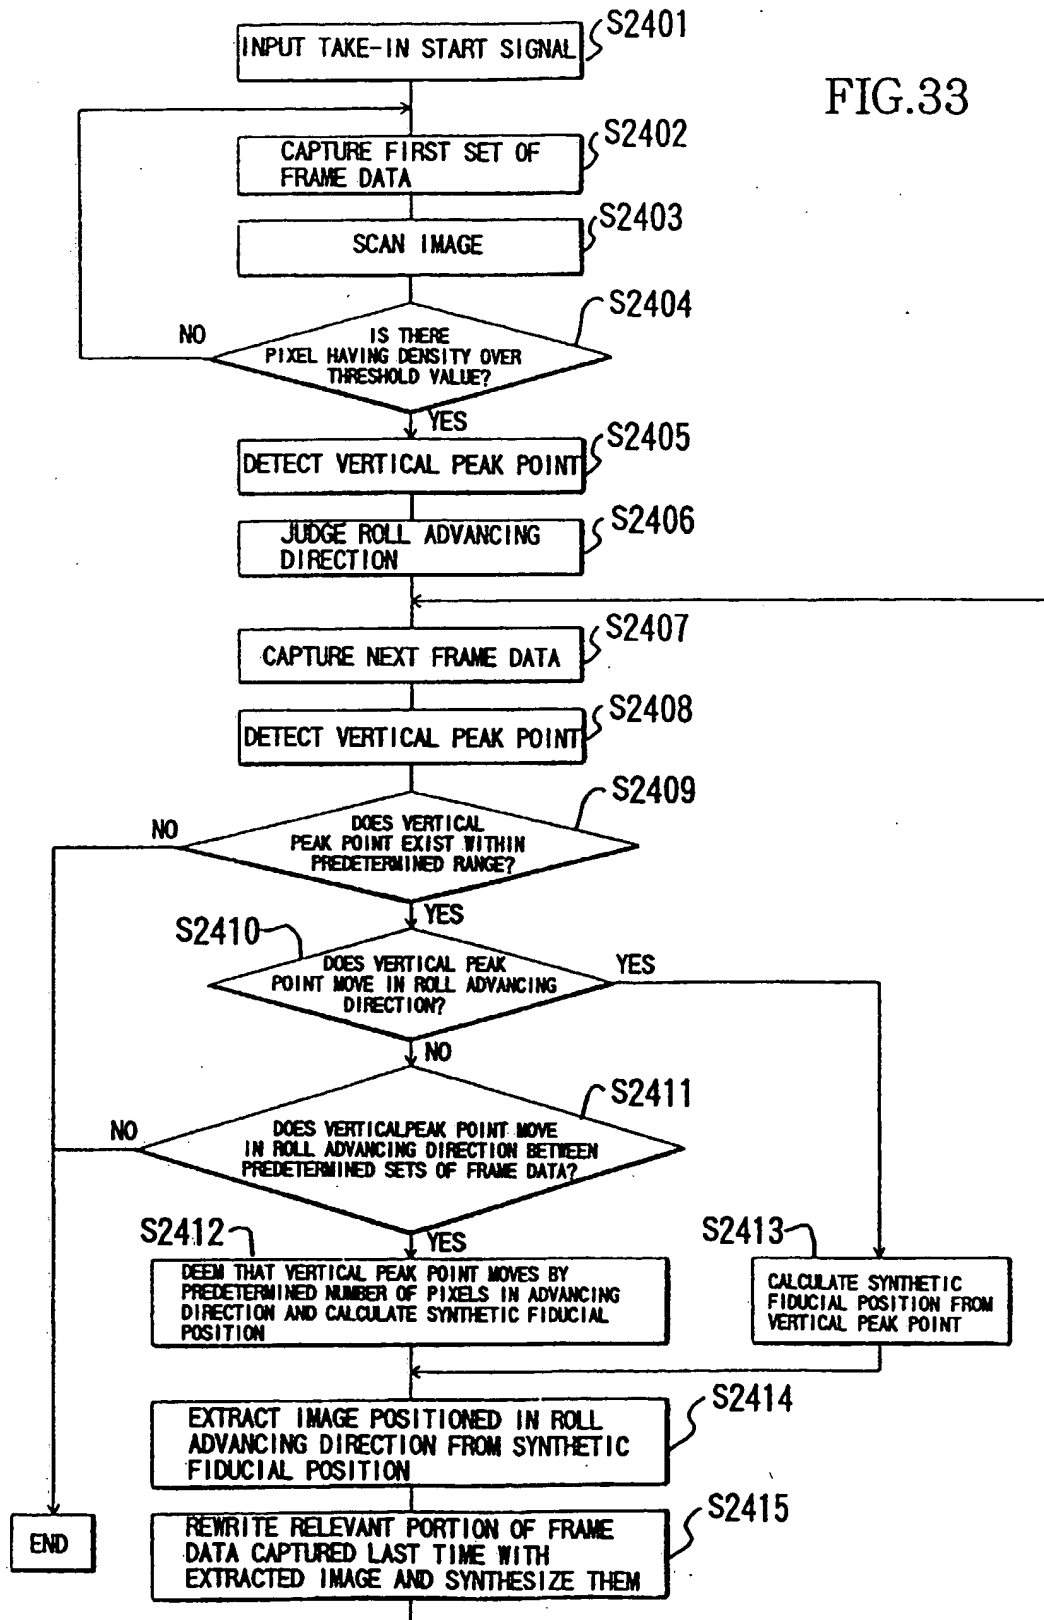 S2401
INPUT TAKE-IN START SIGNAL
FIG.33
S2402
CAPTURE FIRST SET OF
FRAME DATA
S2403
SCAN IMAGE
S2404
NO
IS THERE
PIXEL HAVING DENSITY OVER
THRESHOLD VALUE?
YES
S2405
DETECT VERTICAL PEAK POINT
S2406
JUDGE ROLL ADVANCING
DIRECTION
S2407
CAPTURE NEXT FRAME DATA
S2408
DETECT VERTICAL PEAK POINT
S2409
NO
DOES VERTICAL
PEAK POINT EXIST WITHIN
PREDETERMINED RANGE?
YES
S2410
DOES VERTICAL PEAK
POINT MOVE IN ROLL ADVANCING
DIRECTION?
YES
NO
S2411
NO
DOES VERTICALPEAK POINT MOVE
IN ROLL ADVANCING DIRECTION BETWEEN
PREDETERMINED SETS OF FRAME DATA?
YES
S2412
DEEM THAT VERTICAL PEAK POINT MOVES BY
PREDETERMINED NUMBER OF PIXELS IN ADVANCING
DIRECTION AND CALCULATE SYNTHETIC FIDUCIAL
POSITION
S2413
CALCULATE SYNTHETIC
FIDUCIAL POSITION FROM
VERTICAL PEAK POINT
S2414
EXTRACT IMAGE POSITIONED IN ROLL
ADVANCING DIRECTION FROM SYNTHETIC
FIDUCIAL POSITION
S2415
REWRITE RELEVANT PORTION OF FRAME
DATA CAPTURED LAST TIME WITH
EXTRACTED IMAGE AND SYNTHESIZE THEM
END